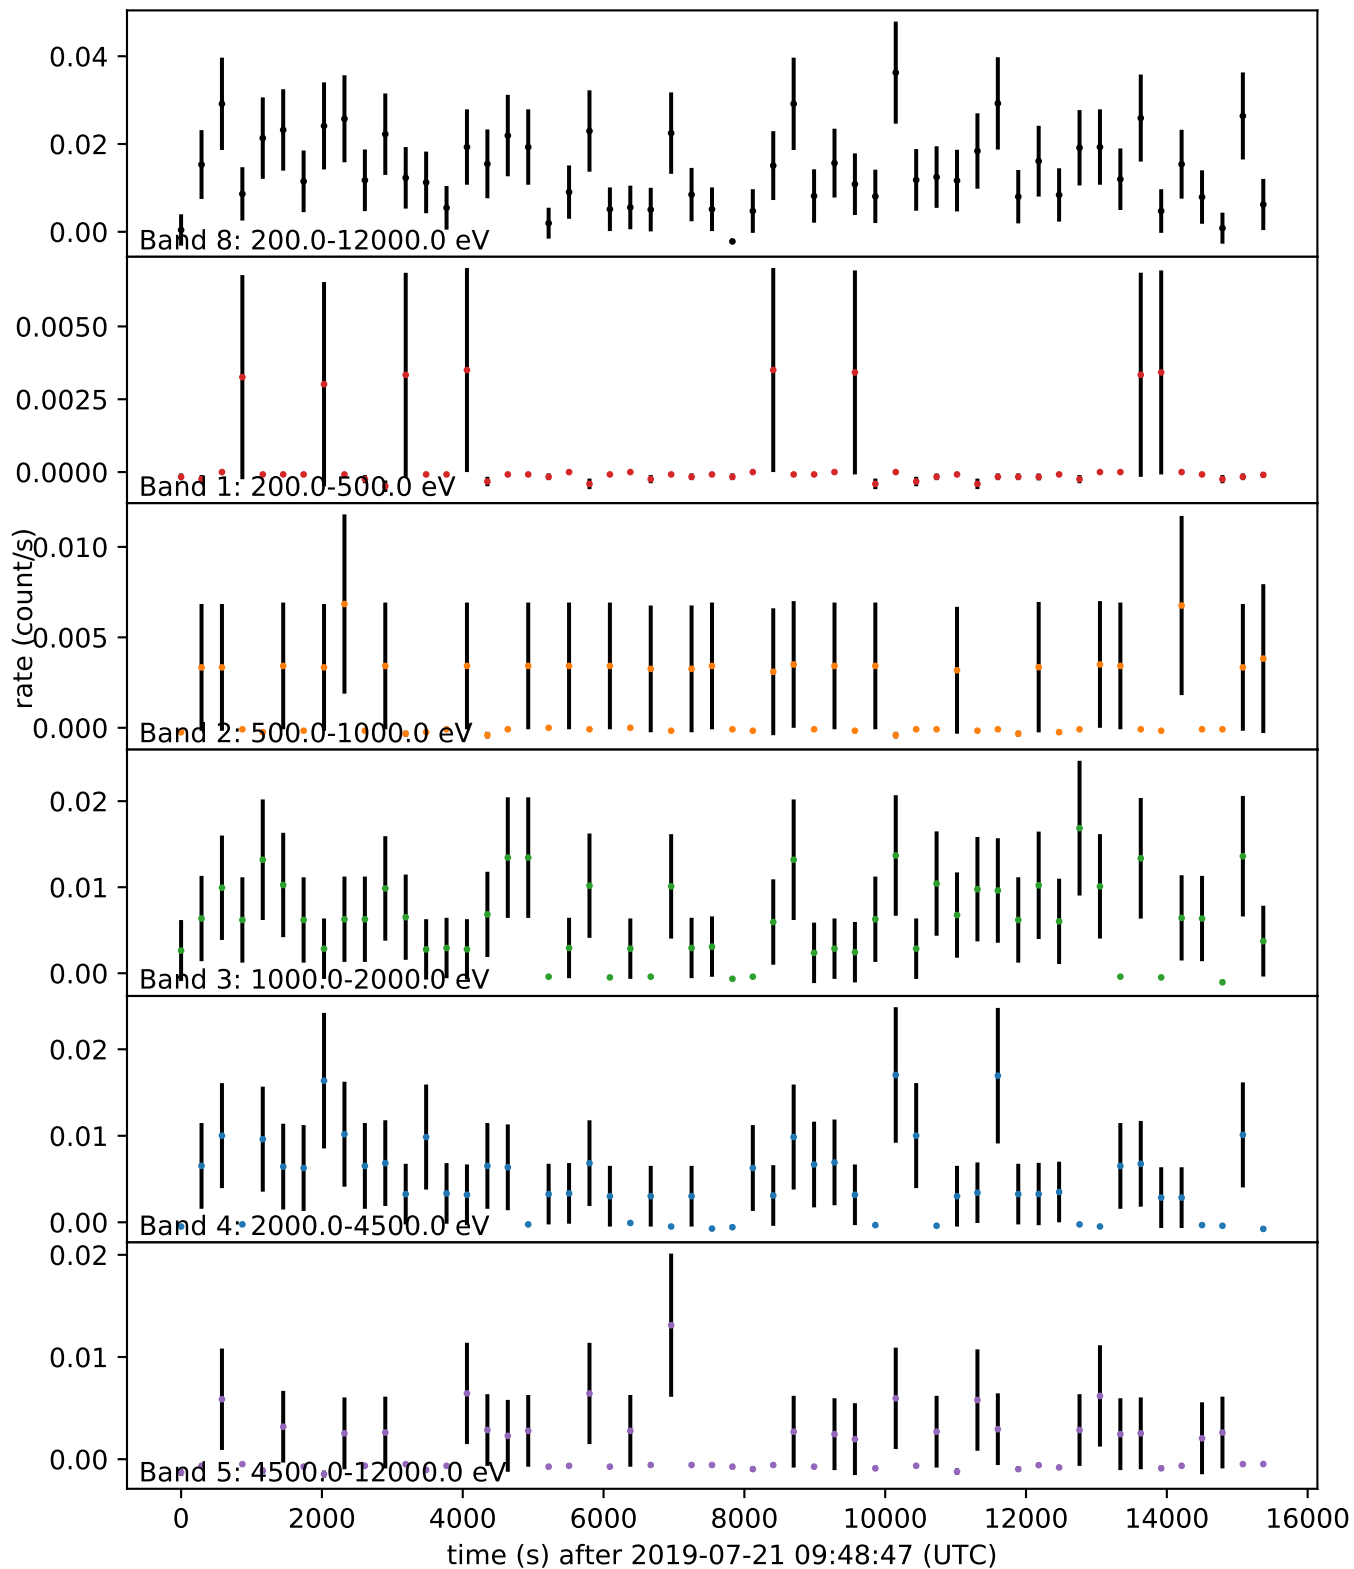 0.04
0.02
0.00
Band 8: 200.0-12000.0 eV
0.0050
0.0025
0.0000
Band 1: 200.0-500.0 eV
rate (count/s)
0.010
0.005
0.000
Band 2: 500.0-1000.0 eV
0.02
0.01
0.00
Band 3: 1000.0-2000.0 eV
0.02
0.01
0.00
Band 4: 2000.0-4500.0 eV
0.02
0.01
0.00
Band 5: 4500.0-12000.0 eV
0 2000 4000 6000 8000 10000 12000 14000 16000
time (s) after 2019-07-21 09:48:47 (UTC)